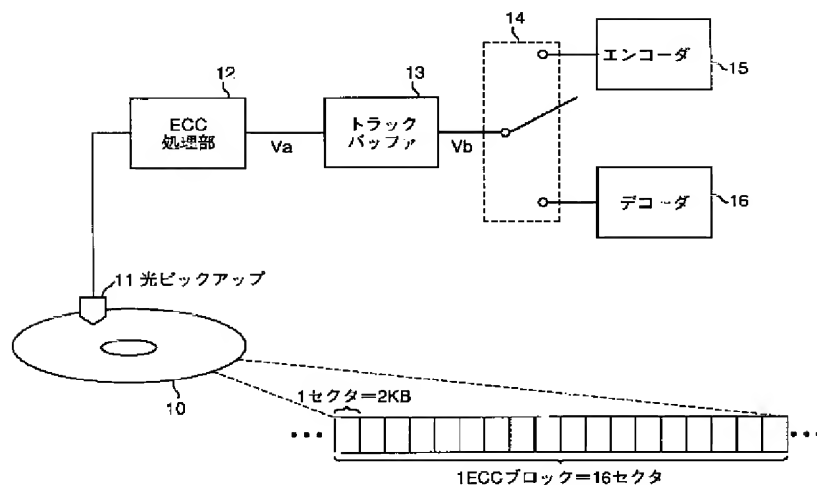 14
エンコーダ
15
12
13
ECC
処理部
Va
トラック
バッファ
Vb
デコーダ
16
11 光ピックアップ
10
1セクタ=2KB
1ECCブロック=16セクタ